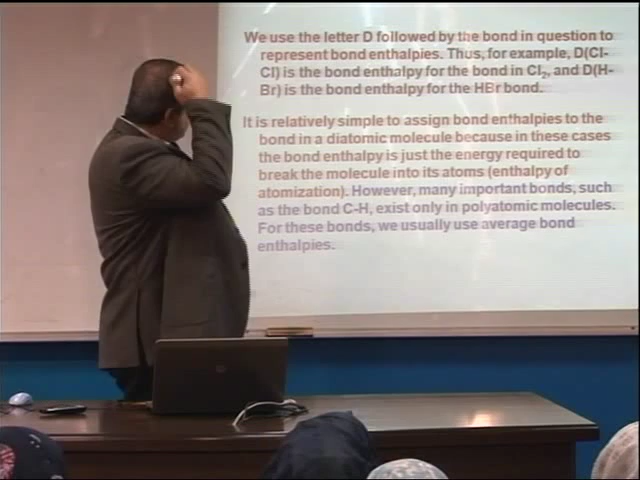 We use the letter D followed by the bond in question to
represent bond enthalpies. Thus, for example, D(Cl-
Cl) is the bond enthalpy for the bond in Cl₂, and D(H-
Br) is the bond enthalpy for the HBr bond.
It is relatively simple to assign bond enthalpies to the
bond in a diatomic molecule because in these cases
the bond enthalpy is just the energy required to
break the molecule into its atoms (enthalpy of
atomization). However, many important bonds, such
as the bond C-H, exist only in polyatomic molecules.
For these bonds, we usually use average bond
enthalpies.